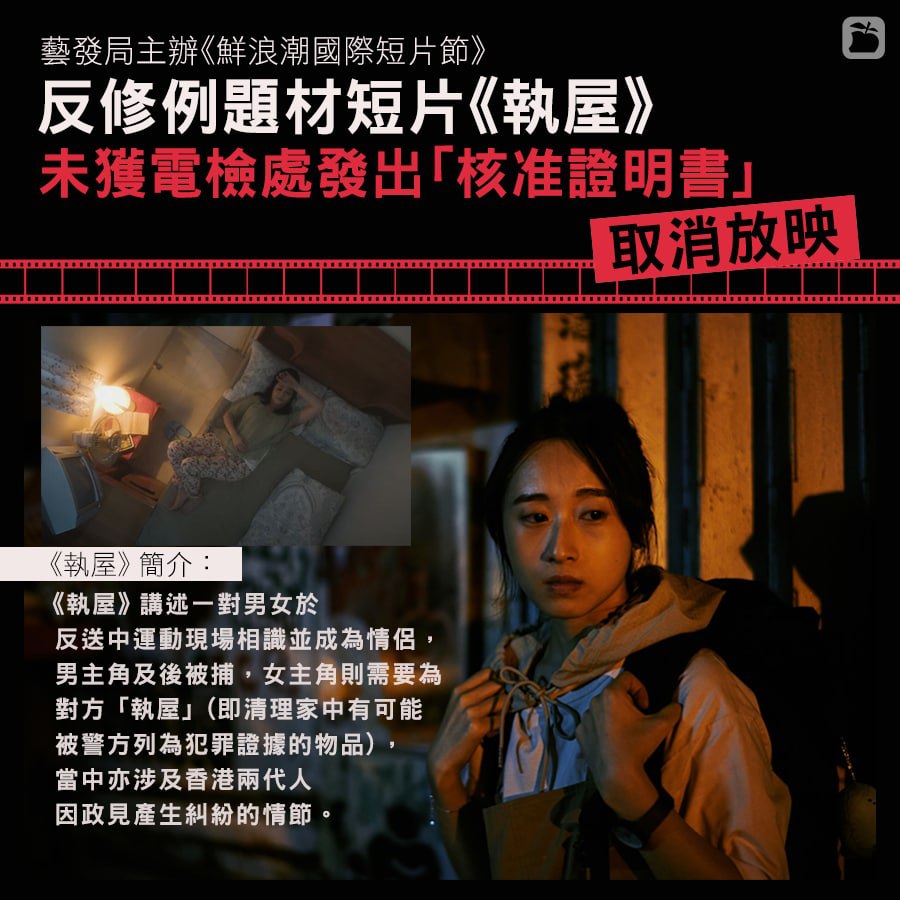 藝發局主辦《鮮浪潮國際短片節》
反修例題材短片《執屋》
未獲電檢處發出「核准證明書」
取消放映
《執屋》簡介：
《執屋》講述一對男女於
反送中運動現場相識並成為情侶，
男主角及後被捕，女主角則需要為
對方「執屋」（即清理家中有可能
被警方列為犯罪證據的物品），
當中亦涉及香港兩代人
因政見產生糾紛的情節。